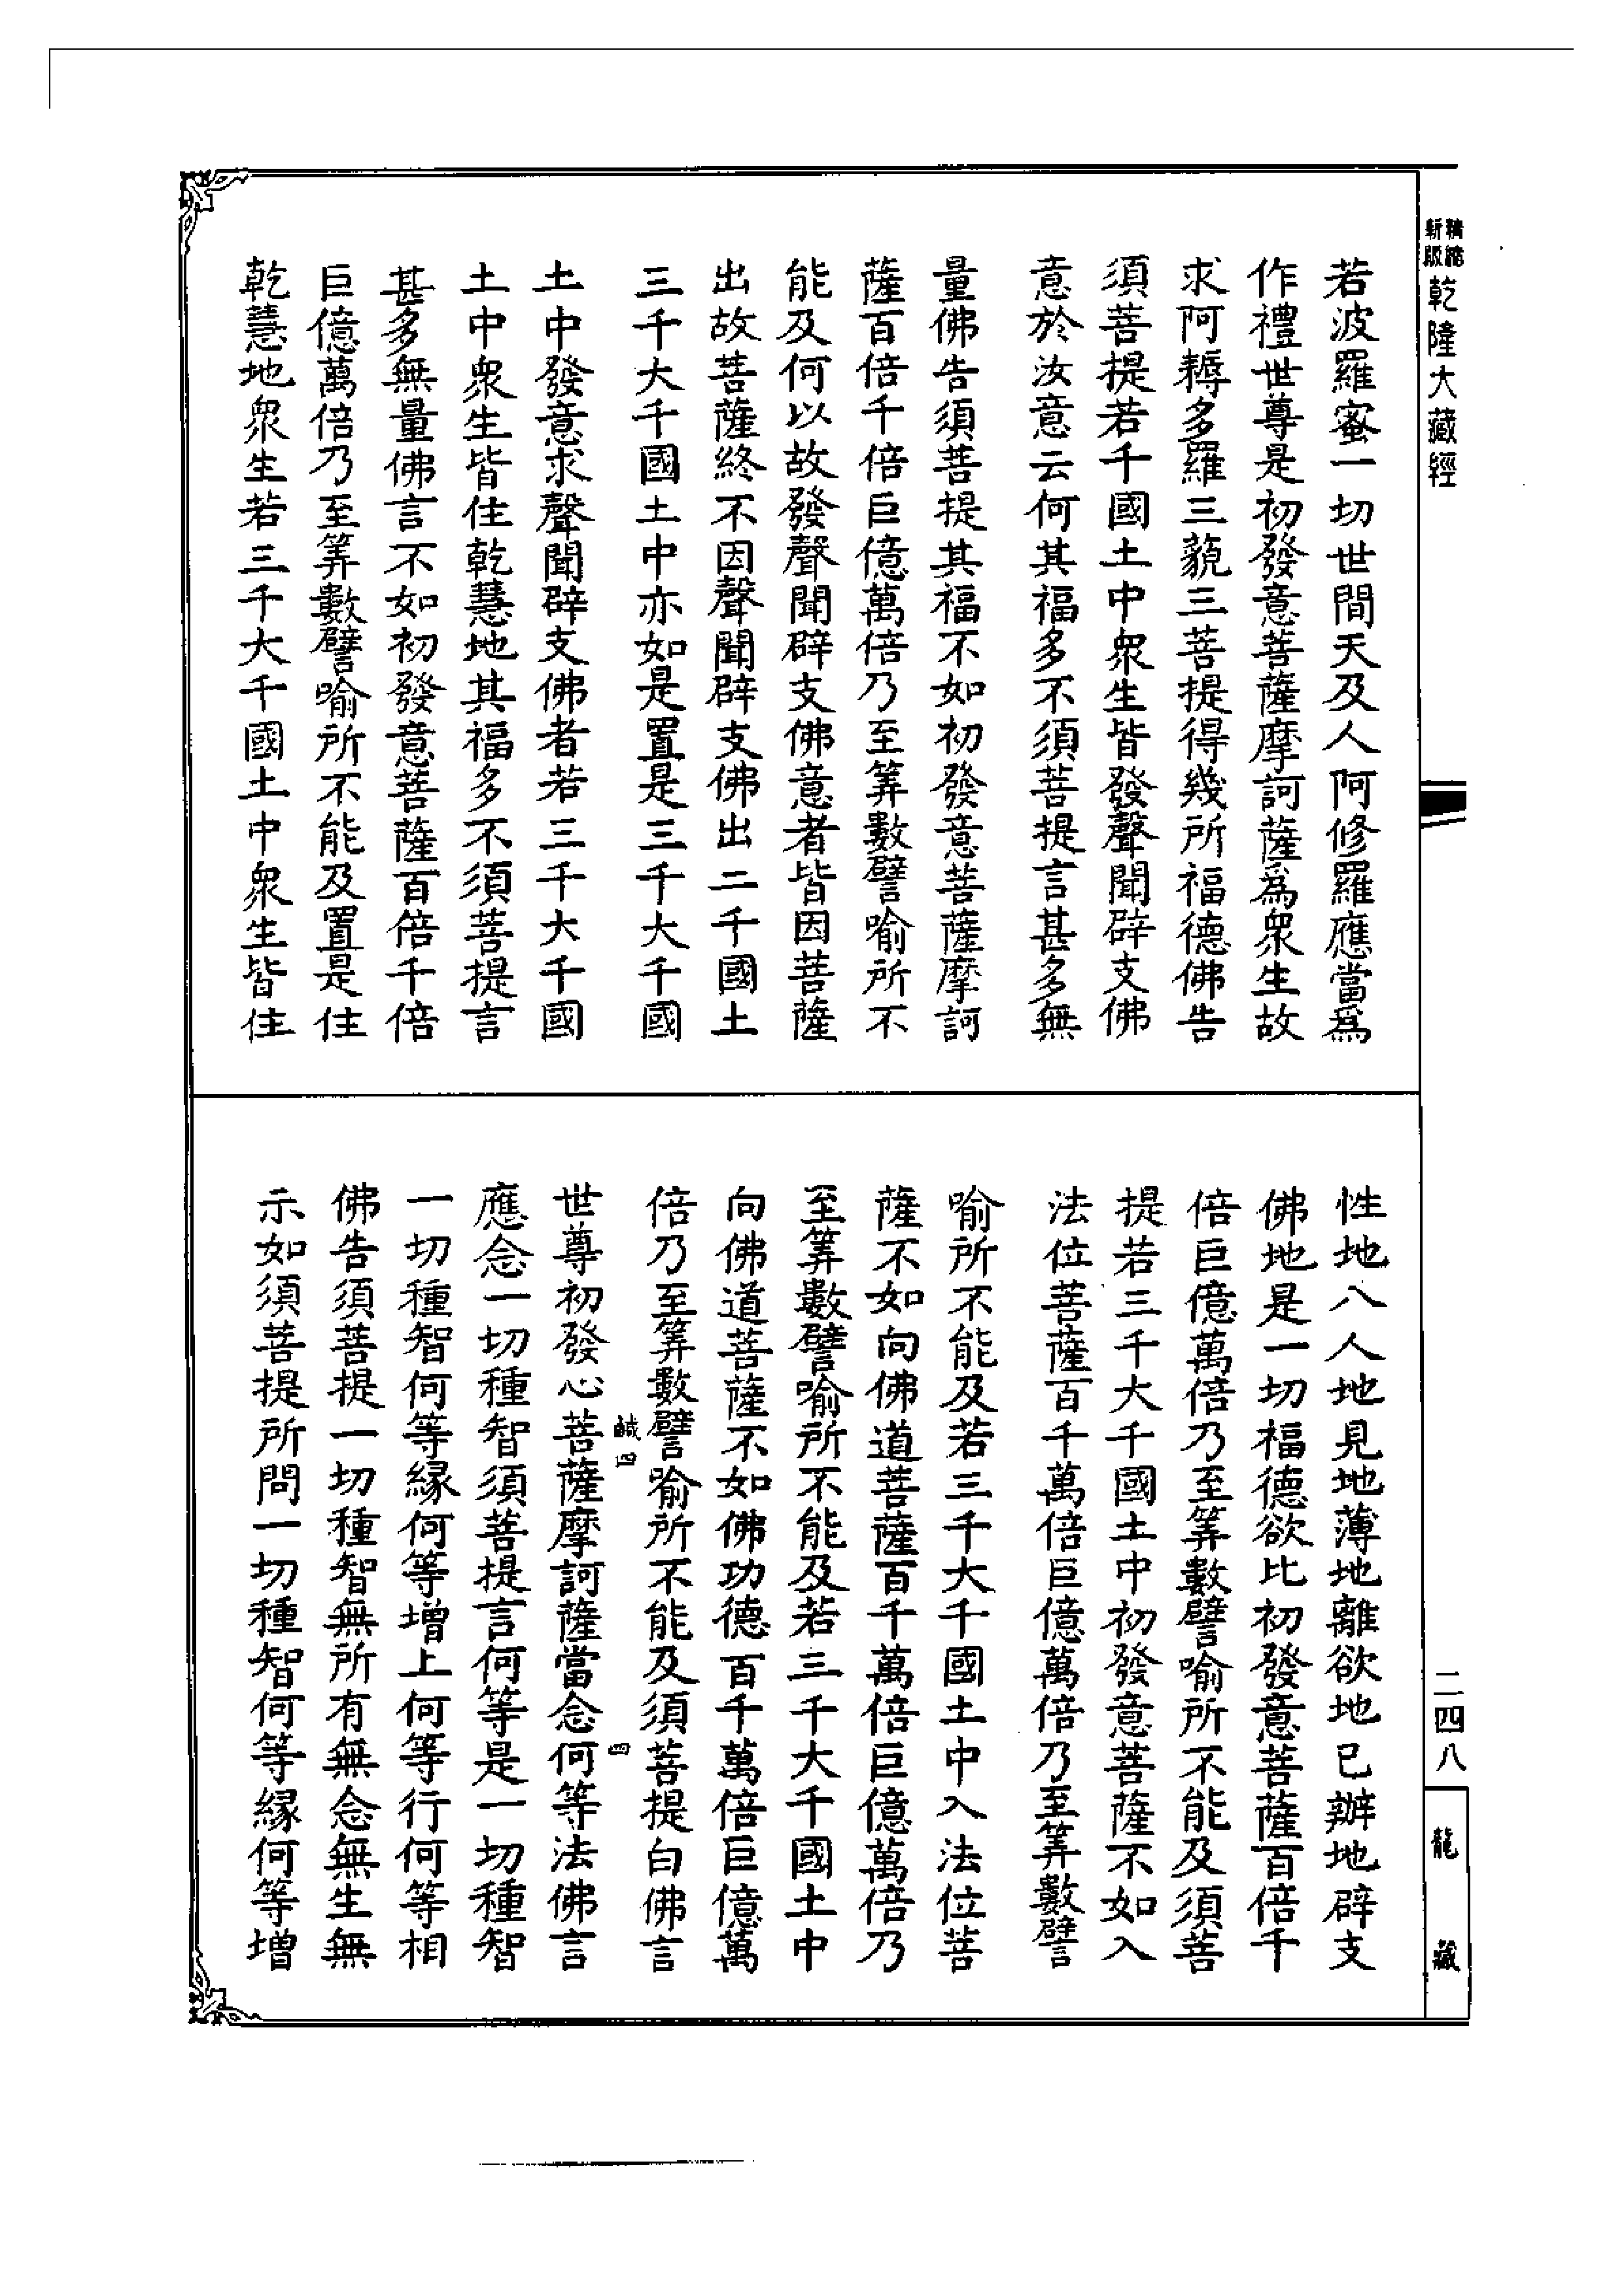 精縮
新版
乾隆大藏經
若波羅蜜一切世間天及人阿修羅應當為
作禮世尊是初發意菩薩摩訶薩為衆生故
求阿耨多羅三藐三菩提得幾所福德佛告
須菩提若千國土中衆生皆發聲聞辟支佛
意於汝意云何其福多不須菩提言甚多無
量佛告須菩提其福不如初發意菩薩摩訶
薩百倍千倍巨億萬倍乃至筭數譬喻所不
能及何以故發聲聞辟支佛意者皆因菩薩
出故菩薩終不因聲聞辟支佛出二千國土
三千大千國土中亦如是置是三千大千國
土中發意求聲聞辟支佛者若三千大千國
土中衆生皆住乾慧地其福多不須菩提言
甚多無量佛言不如初發意菩薩百倍千倍
巨億萬倍乃至筭數譬喻所不能及置是住
乾慧地衆生若三千大千國土中衆生皆住
性地八人地見地薄地離欲地已辦地辟支
佛地是一切福德欲比初發意菩薩百倍千
倍巨億萬倍乃至筭數譬喻所不能及須菩
提若三千大千國土中初發意菩薩不如入
法位菩薩百千萬倍巨億萬倍乃至筭數譬
喻所不能及若三千大千國土中入法位菩
薩不如向佛道菩薩百千萬倍巨億萬倍乃
至筭數譬喻所不能及若三千大千國土中
向佛道菩薩不如佛功德百千萬倍巨億萬
倍乃至筭數譬喻所不能及須菩提白佛言
鹹四
四
世尊初發心菩薩摩訶薩當念何等法佛言
應念一切種智須菩提言何等是一切種智
一切種智何等緣何等增上何等行何等相
佛告須菩提一切種智無所有無念無生無
示如須菩提所問一切種智何等緣何等增
二四八
龍藏